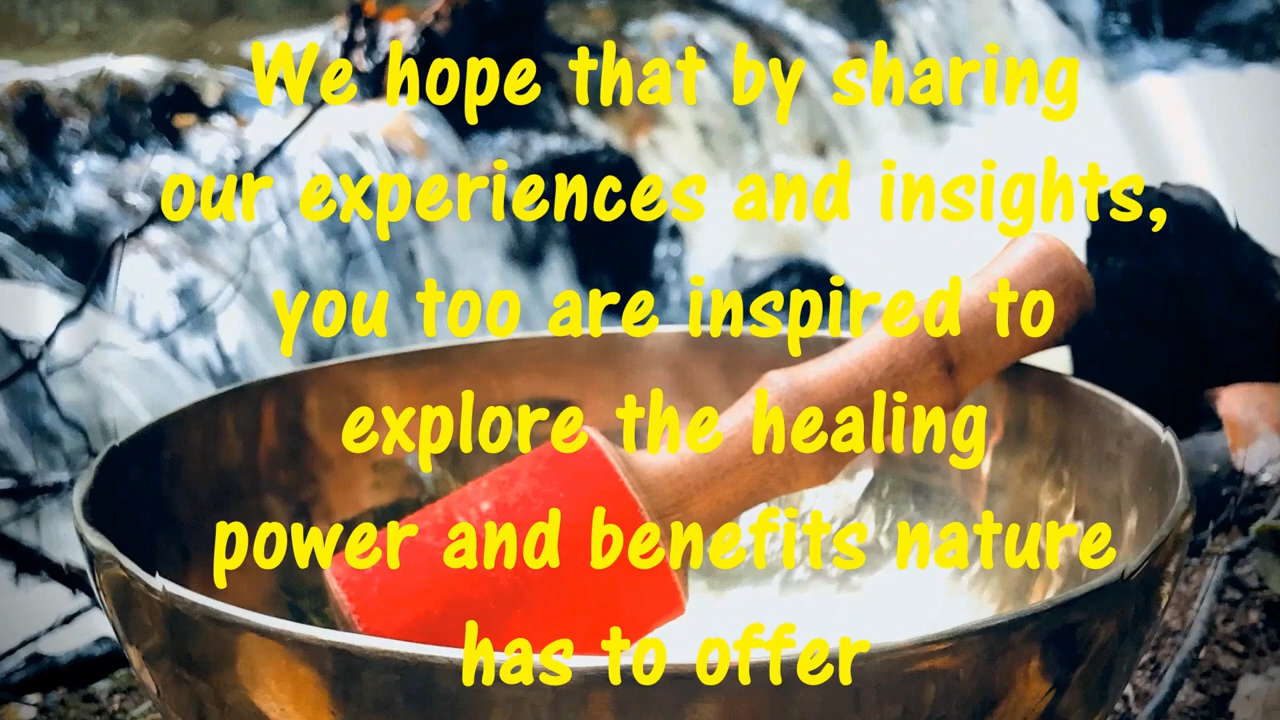 We hope that by sharing
our experiences and insights,
you too are inspired to
explore the healing
power and benefits nature
has to offer